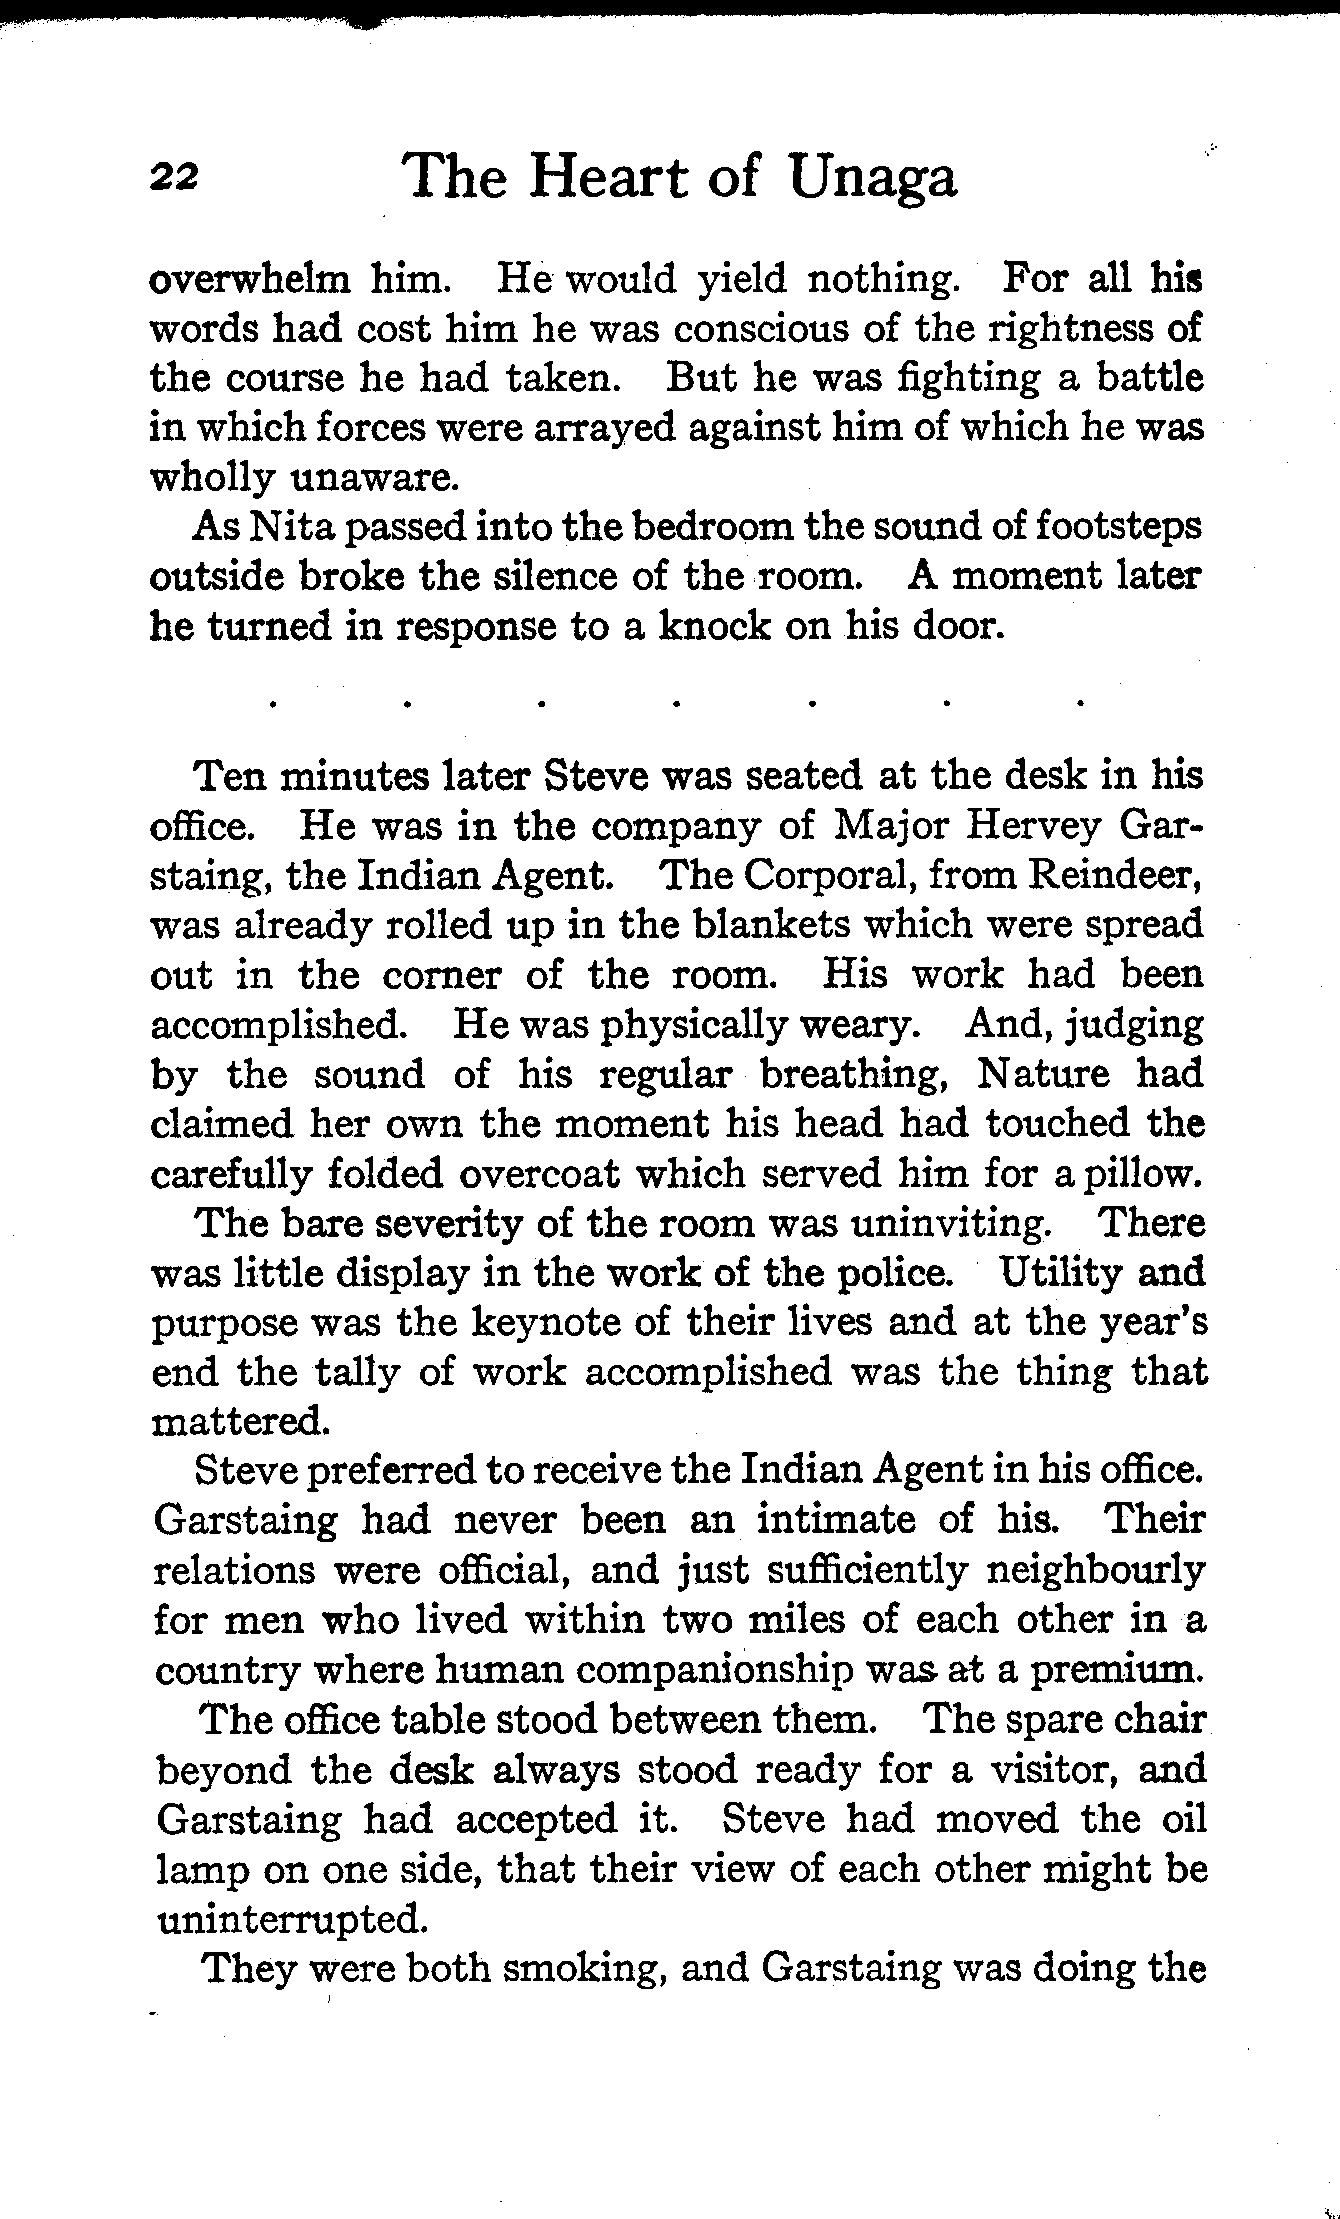 22 The Heart of Unaga
overwhelm him. He would yield nothing. For all his
words had cost him he was conscious of the rightness of
the course he had taken. But he was fighting a battle
in which forces were arrayed against him of which he was
wholly unaware.
As Nita passed into the bedroom the sound of footsteps
outside broke the silence of the room. A moment later
he turned in response to a knock on his door.
. . . . . . .
Ten minutes later Steve was seated at the desk in his
office. He was in the company of Major Hervey Gar-
staing, the Indian Agent. The Corporal, from Reindeer,
was already rolled up in the blankets which were spread
out in the corner of the room. His work had been
accomplished. He was physically weary. And, judging
by the sound of his regular breathing, Nature had
claimed her own the moment his head had touched the
carefully folded overcoat which served him for a pillow.
The bare severity of the room was uninviting. There
was little display in the work of the police. Utility and
purpose was the keynote of their lives and at the year's
end the tally of work accomplished was the thing that
mattered.
Steve preferred to receive the Indian Agent in his office.
Garstaing had never been an intimate of his. Their
relations were official, and just sufficiently neighbourly
for men who lived within two miles of each other in a
country where human companionship was at a premium.
The office table stood between them. The spare chair
beyond the desk always stood ready for a visitor, and
Garstaing had accepted it. Steve had moved the oil
lamp on one side, that their view of each other might be
uninterrupted.
They were both smoking, and Garstaing was doing the